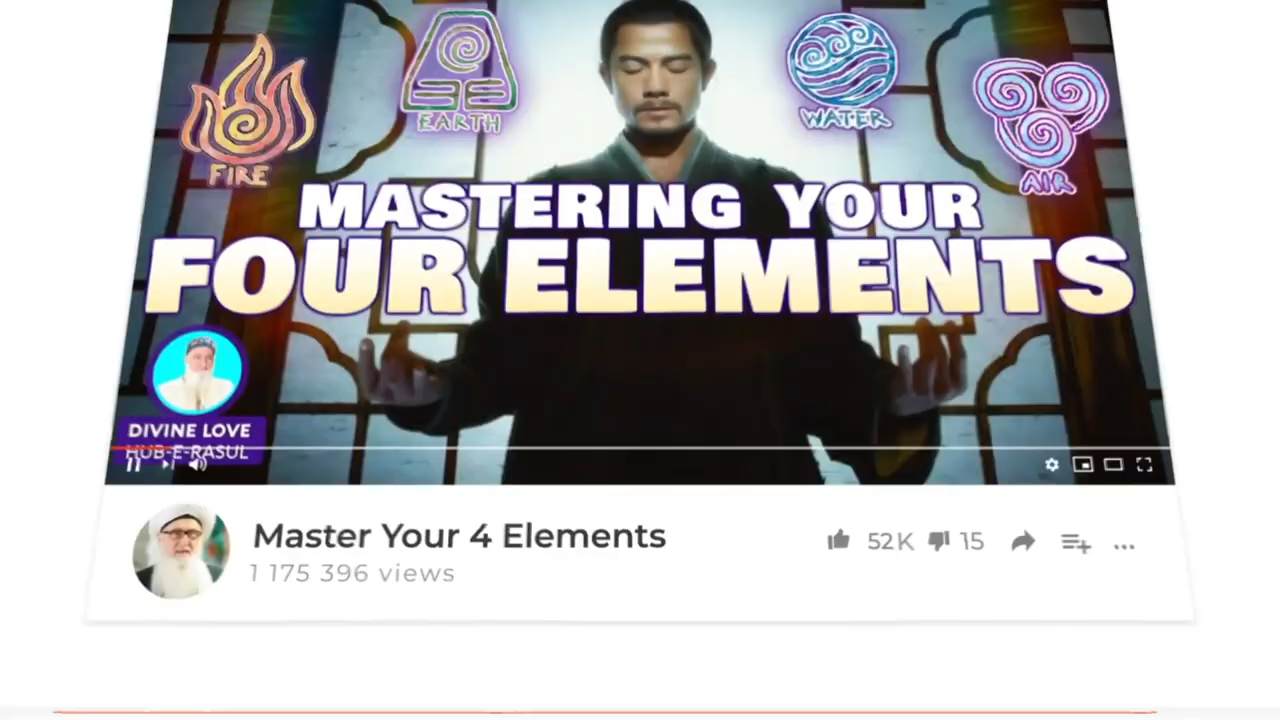 FIRE
EARTH
WATER
AIR
MASTERING YOUR
FOUR ELEMENTS
DIVINE LOVE
HUB-E-RASUL
Master Your 4 Elements
1 175 396 views
52K
15